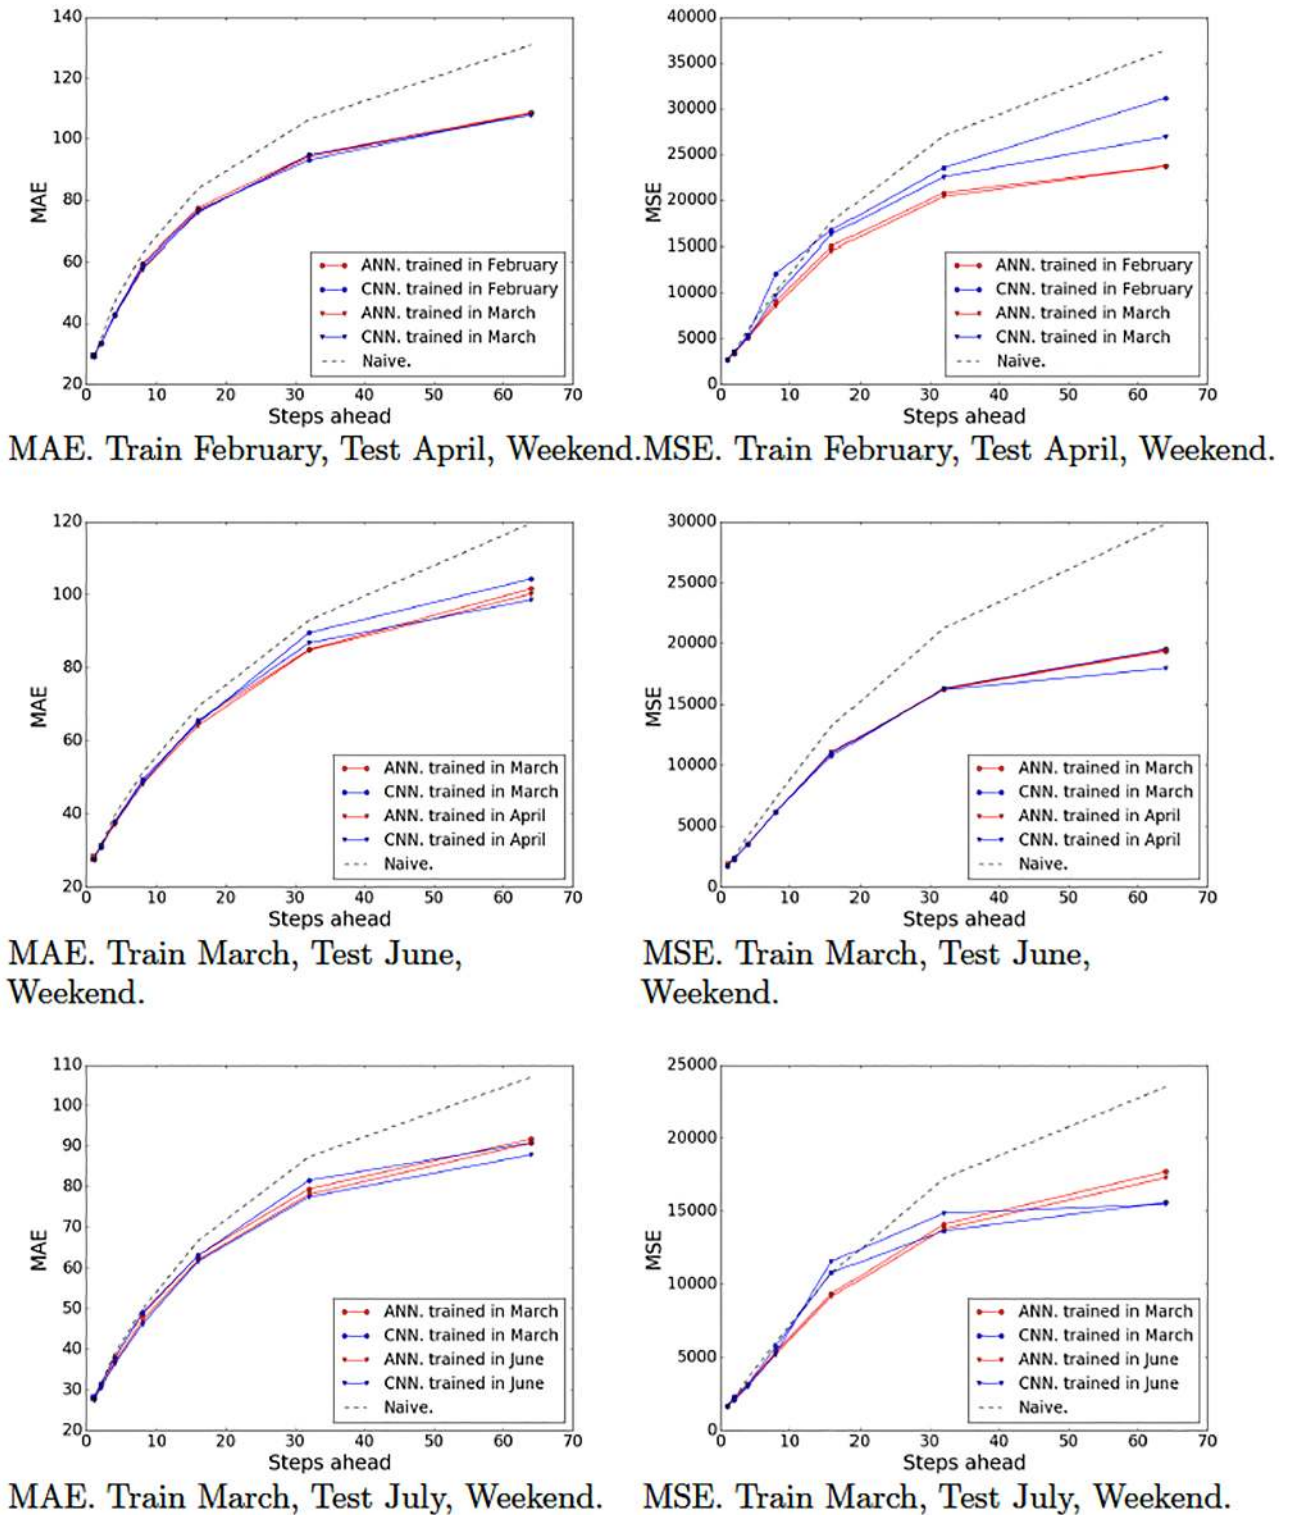 140
120
100
80
60
40
20
MAE
0 10 20 30 40 50 60 70
Steps ahead
ANN. trained in February
CNN. trained in February
ANN. trained in March
CNN. trained in March
Naive.
40000
35000
30000
25000
20000
15000
10000
5000
0
MSE
0 10 20 30 40 50 60 70
Steps ahead
ANN. trained in February
CNN. trained in February
ANN. trained in March
CNN. trained in March
Naive.
MAE. Train February, Test April, Weekend.
MSE. Train February, Test April, Weekend.
120
100
80
60
40
20
MAE
0 10 20 30 40 50 60 70
Steps ahead
ANN. trained in March
CNN. trained in March
ANN. trained in April
CNN. trained in April
Naive.
30000
25000
20000
15000
10000
5000
0
MSE
0 10 20 30 40 50 60 70
Steps ahead
ANN. trained in March
CNN. trained in March
ANN. trained in April
CNN. trained in April
Naive.
MAE. Train March, Test June,
Weekend.
MSE. Train March, Test June,
Weekend.
110
100
90
80
70
60
50
40
30
20
MAE
0 10 20 30 40 50 60 70
Steps ahead
ANN. trained in March
CNN. trained in March
ANN. trained in June
CNN. trained in June
Naive.
25000
20000
15000
10000
5000
0
MSE
0 10 20 30 40 50 60 70
Steps ahead
ANN. trained in March
CNN. trained in March
ANN. trained in June
CNN. trained in June
Naive.
MAE. Train March, Test July, Weekend.
MSE. Train March, Test July, Weekend.